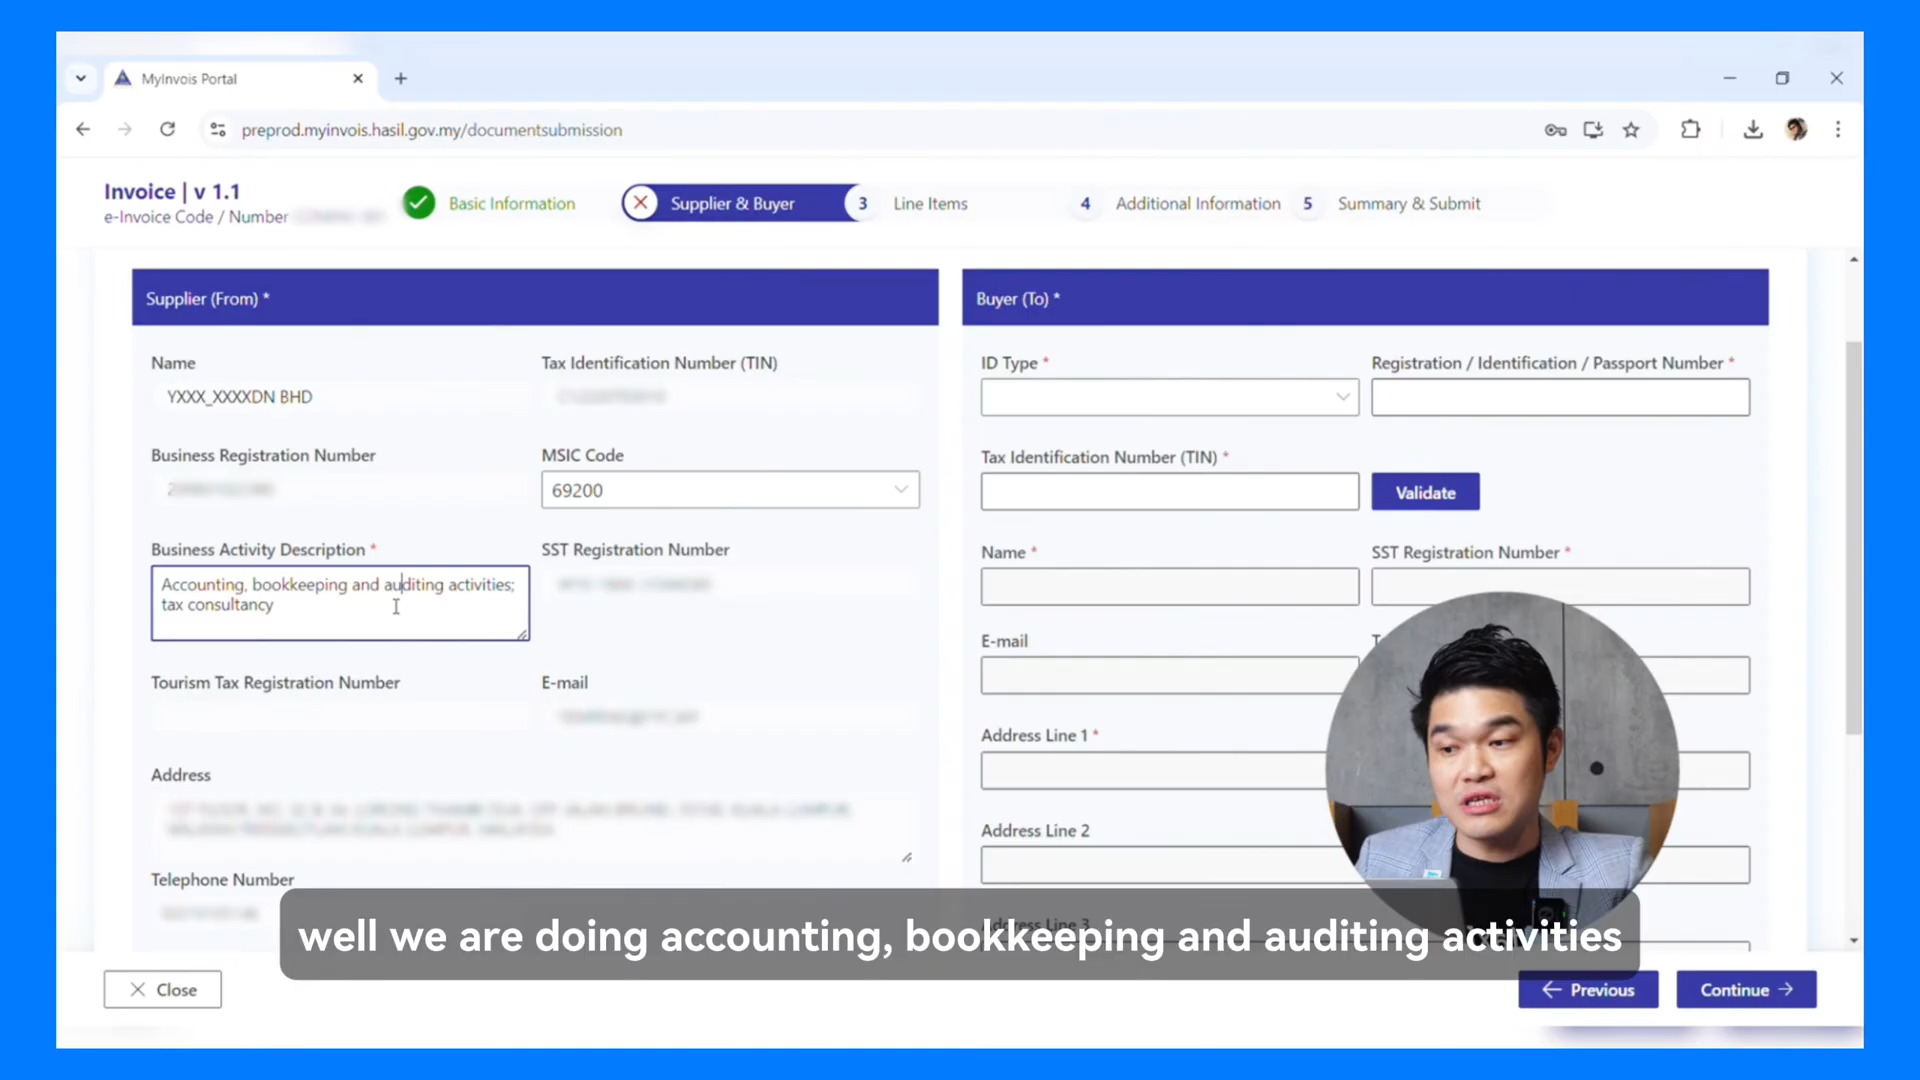 MyInvois Portal
preprod.myinvois.hasil.gov.my/documentsubmission
Invoice | v 1.1
e-Invoice Code / Number
Basic Information
Supplier & Buyer
3 Line Items
4 Additional Information
5 Summary & Submit
Supplier (From) *
Name
YXXX_XXXXDN BHD
Tax Identification Number (TIN)
Business Registration Number
MSIC Code
69200
Business Activity Description *
Accounting, bookkeeping and auditing activities;
tax consultancy
SST Registration Number
Tourism Tax Registration Number
E-mail
Address
Telephone Number
Buyer (To) *
ID Type *
Registration / Identification / Passport Number *
Tax Identification Number (TIN) *
Validate
Name *
SST Registration Number *
E-mail
Address Line 1 *
Address Line 2
Address Line 3
well we are doing accounting, bookkeeping and auditing activities
Close
Previous
Continue